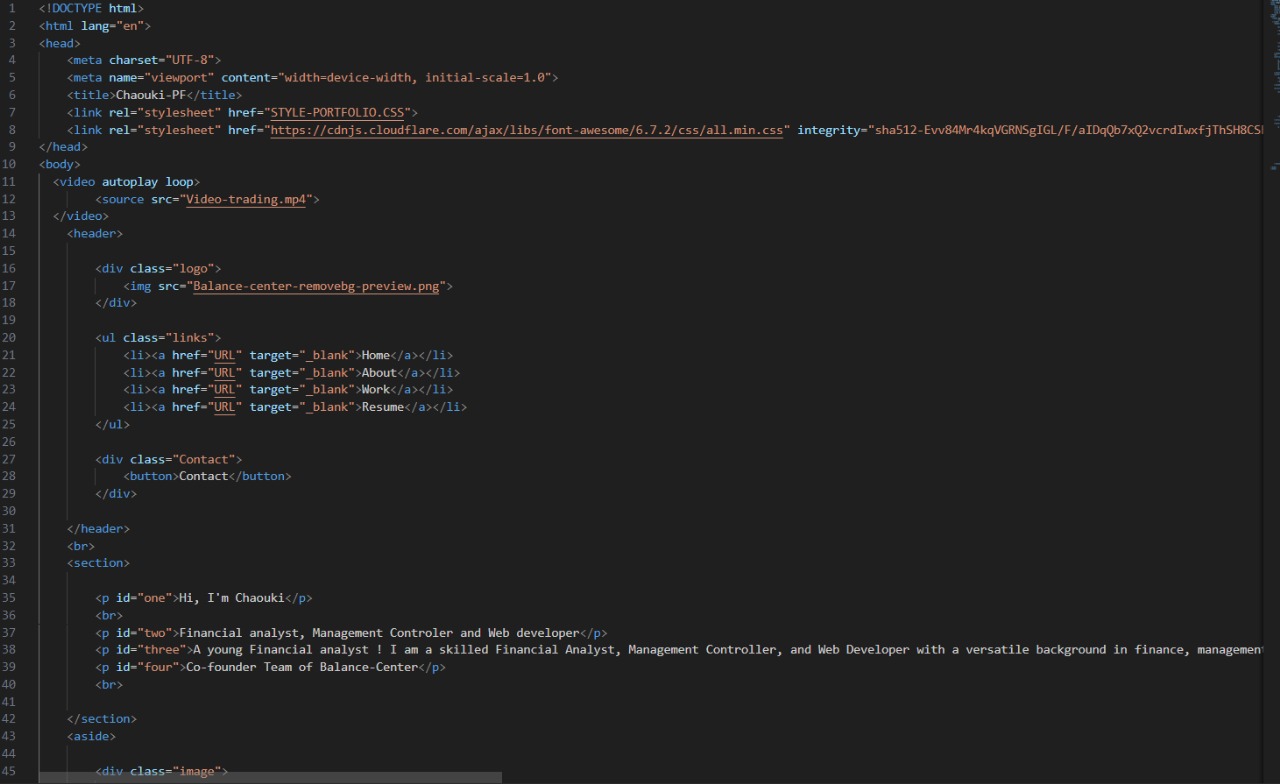 1 <!DOCTYPE html>
2 <html lang="en">
3 <head>
4     <meta charset="UTF-8">
5     <meta name="viewport" content="width=device-width, initial-scale=1.0">
6     <title>Chaouki-PF</title>
7     <link rel="stylesheet" href="STYLE-PORTFOLIO.CSS">
8     <link rel="stylesheet" href="https://cdnjs.cloudflare.com/ajax/libs/font-awesome/6.7.2/css/all.min.css" integrity="sha512-Evv84Mr4kqVGRNSgIGL/F/aIDqQb7xQ2vcrdIwxfjThSH8CS
9 </head>
10 <body>
11   <video autoplay loop>
12         <source src="Video-trading.mp4">
13   </video>
14     <header>
15
16         <div class="logo">
17             <img src="Balance-center-removebg-preview.png">
18         </div>
19
20         <ul class="links">
21             <li><a href="URL" target="_blank">Home</a></li>
22             <li><a href="URL" target="_blank">About</a></li>
23             <li><a href="URL" target="_blank">Work</a></li>
24             <li><a href="URL" target="_blank">Resume</a></li>
25         </ul>
26
27         <div class="Contact">
28             <button>Contact</button>
29         </div>
30
31     </header>
32     <br>
33     <section>
34
35         <p id="one">Hi, I'm Chaouki</p>
36         <br>
37         <p id="two">Financial analyst, Management Controler and Web developer</p>
38         <p id="three">A young Financial analyst ! I am a skilled Financial Analyst, Management Controller, and Web Developer with a versatile background in finance, management
39         <p id="four">Co-founder Team of Balance-Center</p>
40         <br>
41
42     </section>
43     <aside>
44
45         <div class="image">